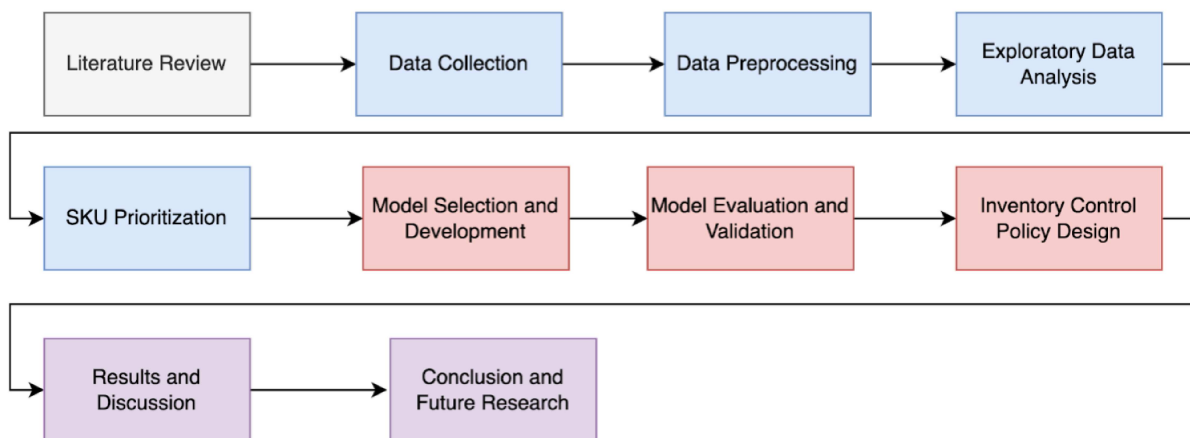 Literature Review
Data Collection
Data Preprocessing
Exploratory Data
Analysis
SKU Prioritization
Model Selection and
Development
Model Evaluation and
Validation
Inventory Control
Policy Design
Results and
Discussion
Conclusion and
Future Research